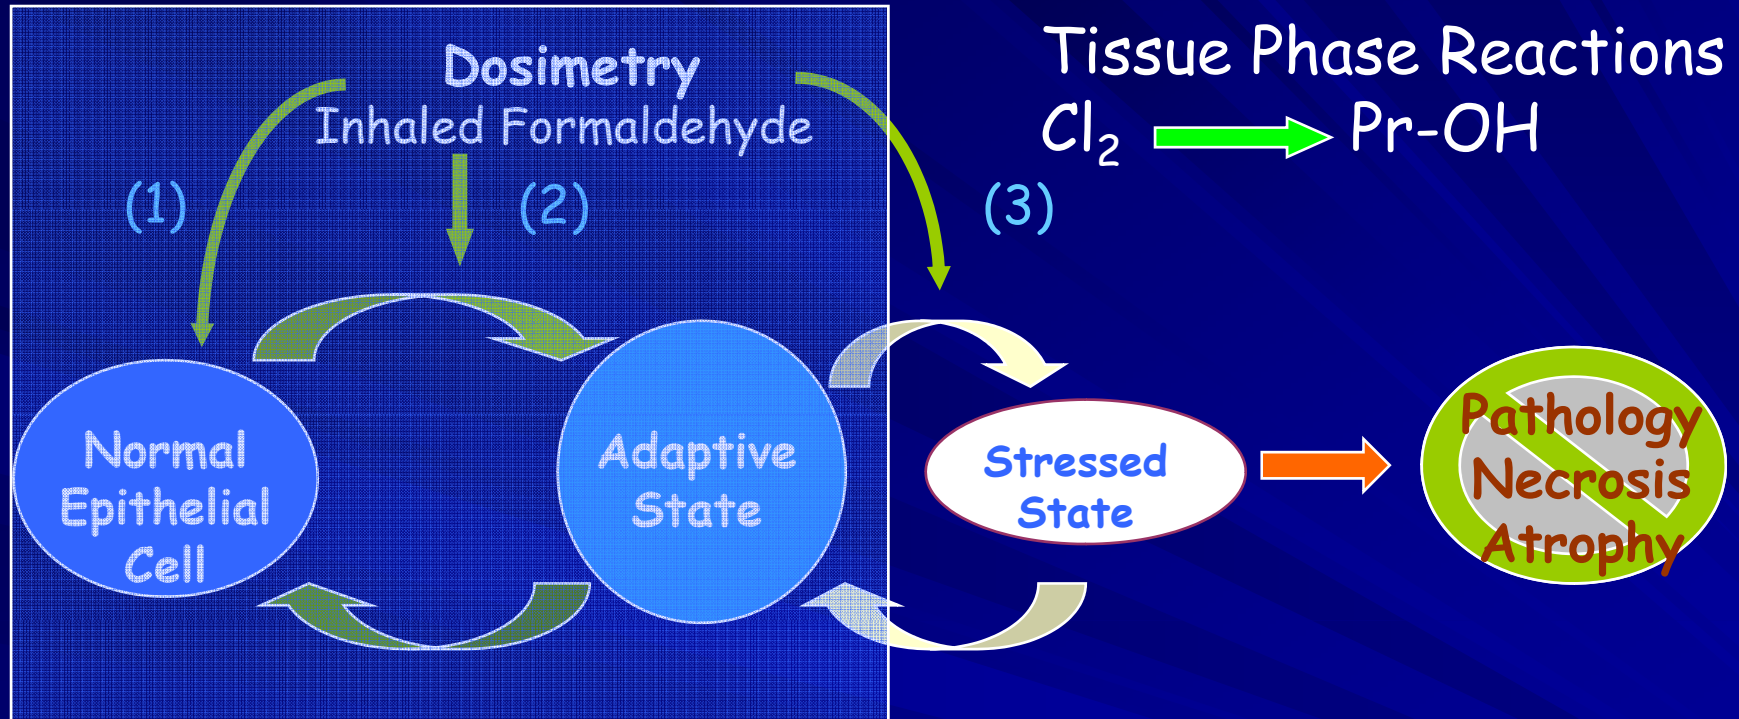 Dosimetry
Inhaled Formaldehyde
Tissue Phase Reactions
Cl₂ Pr-OH
(1)
(2)
(3)
Normal
Epithelial
Cell
Adaptive
State
Stressed
State
Pathology
Necrosis
Atrophy